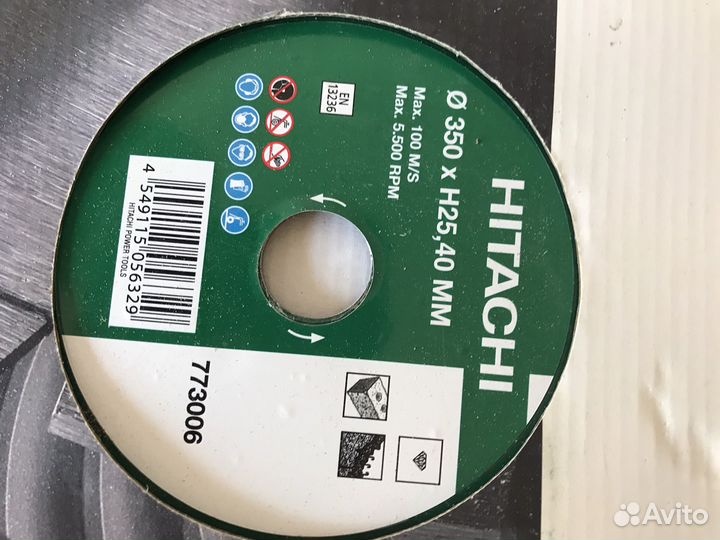 HITACHI
Ø 350 x H25,40 MM
Max. 100 M/S
Max. 5.500 RPM
EN
13236
4 549115 056329
HITACHI POWER TOOLS
773006
Avito